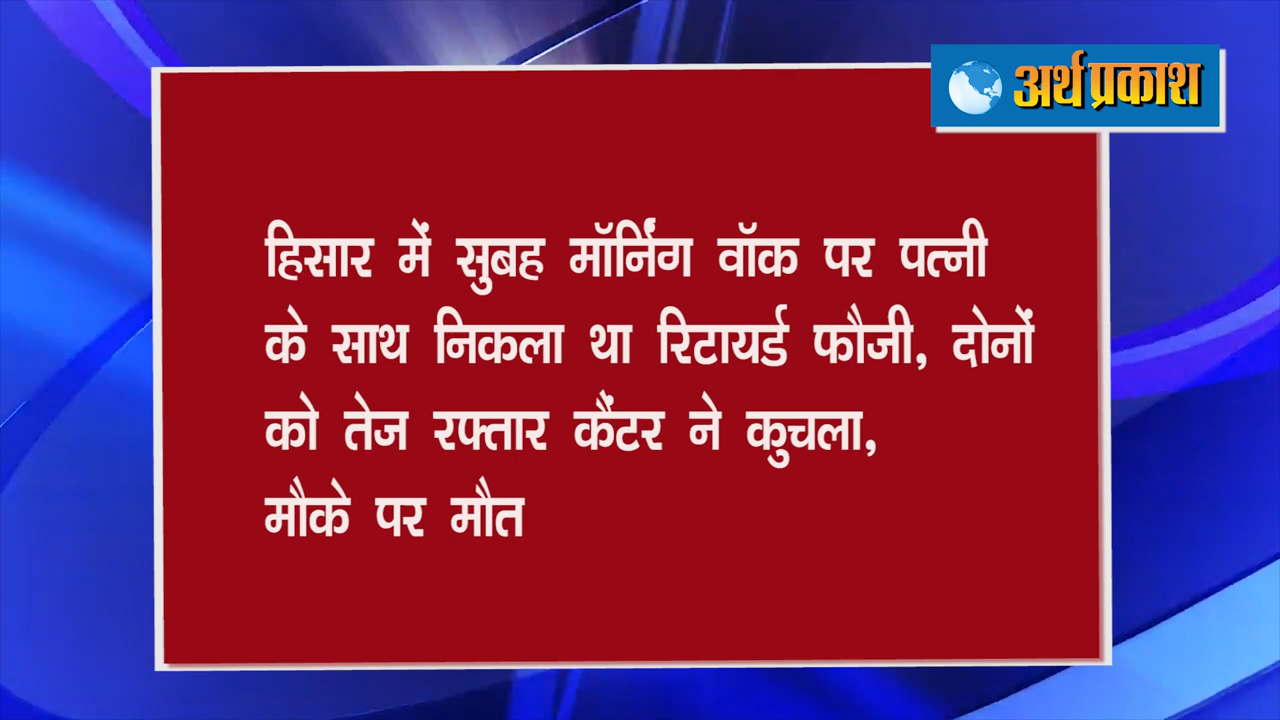 अर्थ प्रकाश
हिसार में सुबह मॉर्निंग वॉक पर पत्नी
के साथ निकला था रिटायर्ड फौजी, दोनों
को तेज रफ्तार कैंटर ने कुचला,
मौके पर मौत